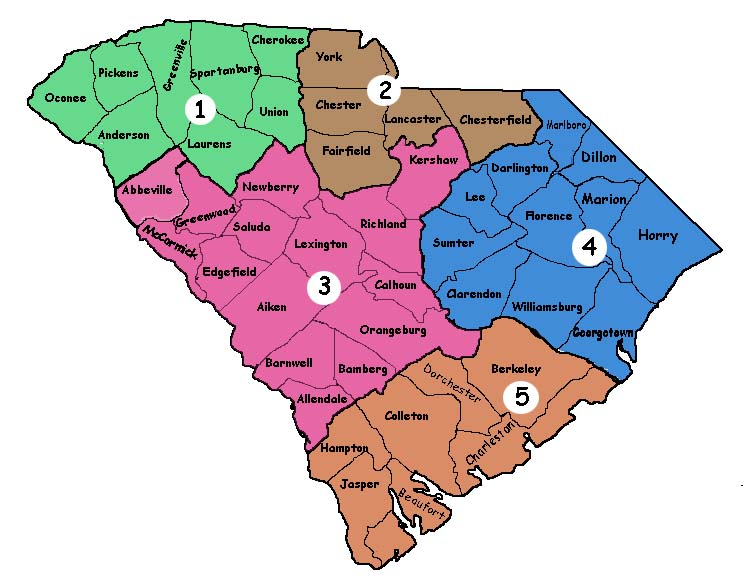 Cherokee
York
Greenville
Pickens
Spartanburg
Oconee
2
Chester
1
Union
Lancaster
Chesterfield
Marlboro
Anderson
Laurens
Fairfield
Kershaw
Dillon
Darlington
Abbeville
Newberry
Lee
Marion
Greenwood
Saluda
Richland
Florence
McCormick
Lexington
Sumter
4
Horry
Edgefield
3
Calhoun
Clarendon
Aiken
Williamsburg
Orangeburg
Georgetown
Barnwell
Bamberg
Dorchester
Berkeley
Allendale
5
Colleton
Charleston
Hampton
Jasper
Beaufort